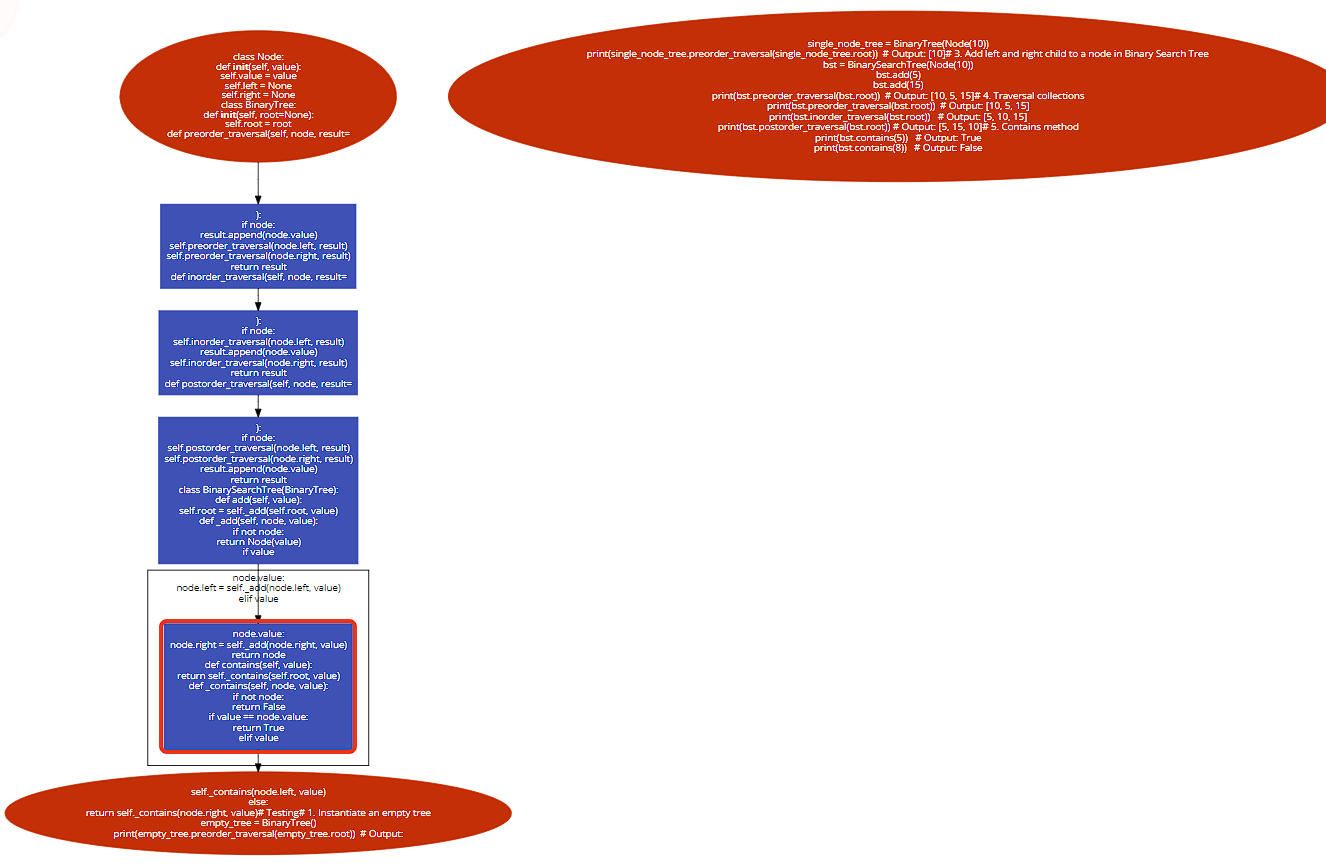 class Node:
def init(self, value):
self.value = value
self.left = None
self.right = None
class BinaryTree:
def init(self, root=None):
self.root = root
def preorder_traversal(self, node, result=
):
if node:
result.append(node.value)
self.preorder_traversal(node.left, result)
self.preorder_traversal(node.right, result)
return result
def inorder_traversal(self, node, result=
):
if node:
self.inorder_traversal(node.left, result)
result.append(node.value)
self.inorder_traversal(node.right, result)
return result
def postorder_traversal(self, node, result=
):
if node:
self.postorder_traversal(node.left, result)
self.postorder_traversal(node.right, result)
result.append(node.value)
return result
class BinarySearchTree(BinaryTree):
def add(self, value):
self.root = self._add(self.root, value)
def _add(self, node, value):
if not node:
return Node(value)
if value
node.value:
node.left = self._add(node.left, value)
elif value
node.value:
node.right = self._add(node.right, value)
return node
def contains(self, value):
return self._contains(self.root, value)
def _contains(self, node, value):
if not node:
return False
if value == node.value:
return True
elif value
self._contains(node.left, value)
else:
return self._contains(node.right, value)# Testing# 1. Instantiate an empty tree
empty_tree = BinaryTree()
print(empty_tree.preorder_traversal(empty_tree.root)) # Output:
single_node_tree = BinaryTree(Node(10))
print(single_node_tree.preorder_traversal(single_node_tree.root)) # Output: [10]# 3. Add left and right child to a node in Binary Search Tree
bst = BinarySearchTree(Node(10))
bst.add(5)
bst.add(15)
print(bst.preorder_traversal(bst.root)) # Output: [10, 5, 15]# 4. Traversal collections
print(bst.preorder_traversal(bst.root)) # Output: [10, 5, 15]
print(bst.inorder_traversal(bst.root)) # Output: [5, 10, 15]
print(bst.postorder_traversal(bst.root)) # Output: [5, 15, 10]# 5. Contains method
print(bst.contains(5)) # Output: True
print(bst.contains(8)) # Output: False